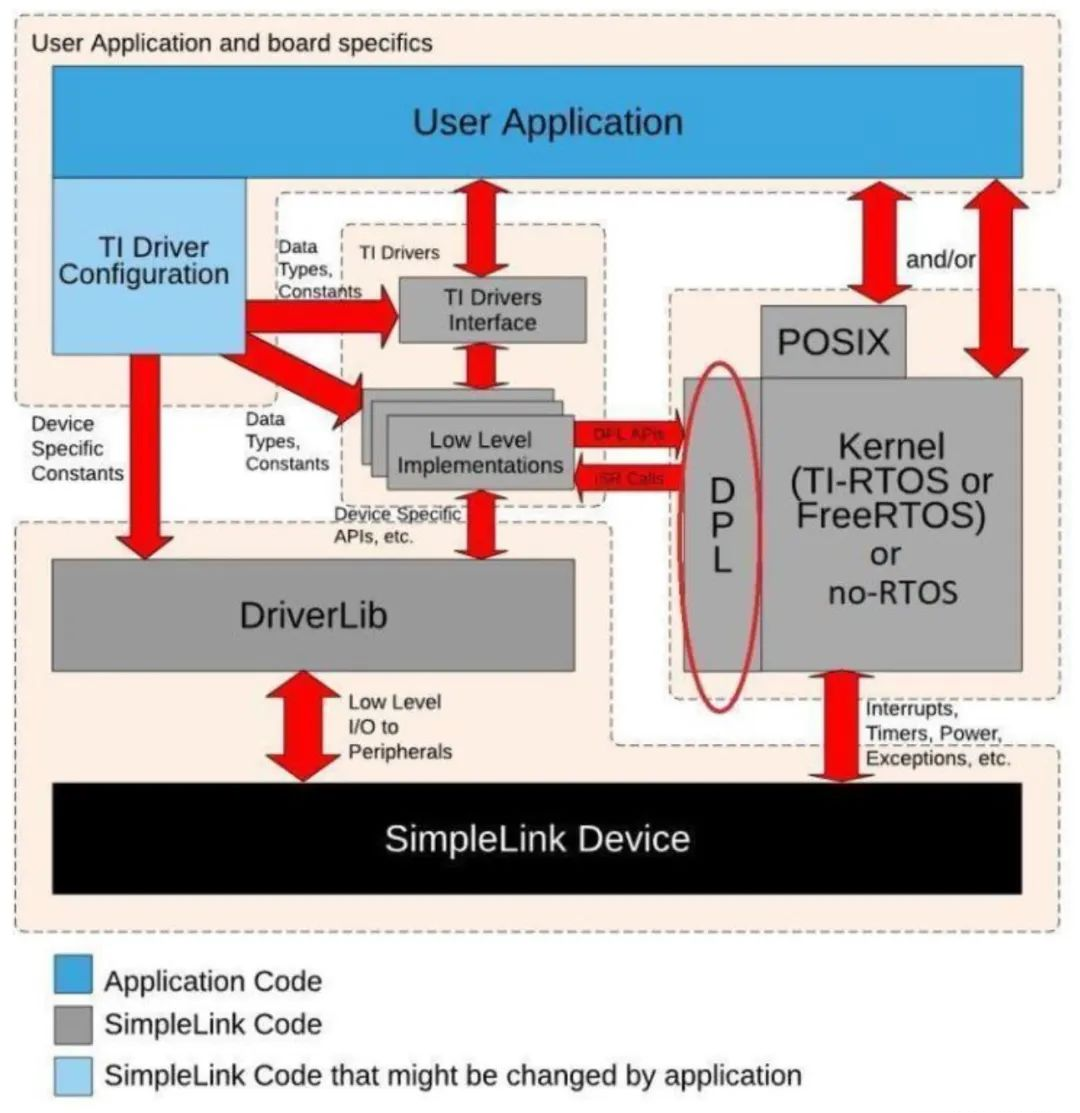 User Application and board specifics
User Application
TI Driver
Configuration
Data
Types,
Constants
TI Drivers
TI Drivers
Interface
and/or
POSIX
Device
Specific
Constants
Data
Types,
Constants
Low Level
Implementations
DPL APIs
ISR Calls
D
P
L
Kernel
(TI-RTOS or
FreeRTOS)
or
no-RTOS
Device Specific
APIs, etc.
DriverLib
Low Level
I/O to
Peripherals
Interrupts,
Timers, Power,
Exceptions, etc.
SimpleLink Device
Application Code
SimpleLink Code
SimpleLink Code that might be changed by application